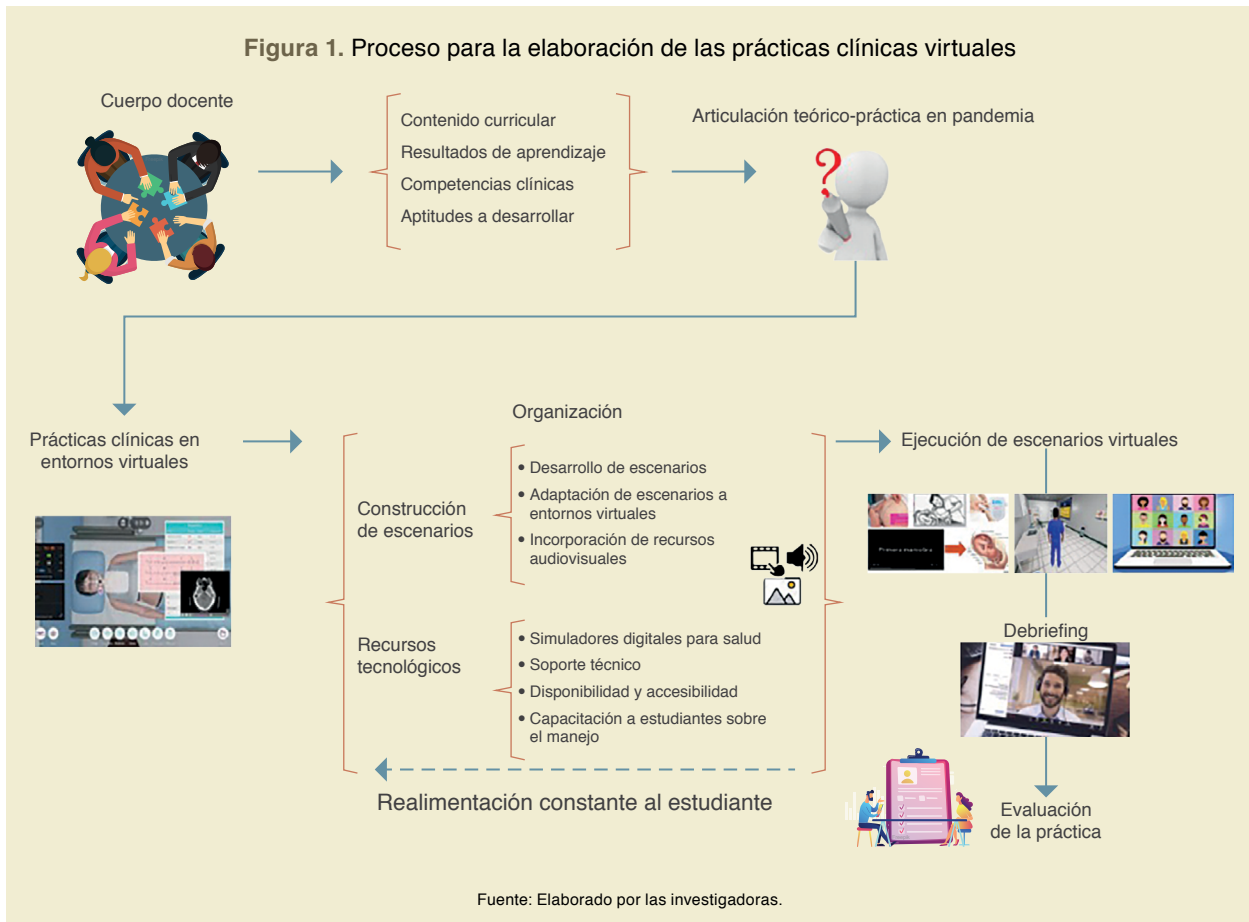 Figura 1. Proceso para la elaboración de las prácticas clínicas virtuales
Cuerpo docente
Contenido curricular
Resultados de aprendizaje
Competencias clínicas
Aptitudes a desarrollar
Articulación teórico-práctica en pandemia
?
Prácticas clínicas en
entornos virtuales
Organización
Construcción
de escenarios
• Desarrollo de escenarios
• Adaptación de escenarios a
entornos virtuales
• Incorporación de recursos
audiovisuales
Recursos
tecnológicos
• Simuladores digitales para salud
• Soporte técnico
• Disponibilidad y accesibilidad
• Capacitación a estudiantes sobre
el manejo
Realimentación constante al estudiante
Ejecución de escenarios virtuales
Debriefing
Evaluación
de la práctica
Fuente: Elaborado por las investigadoras.